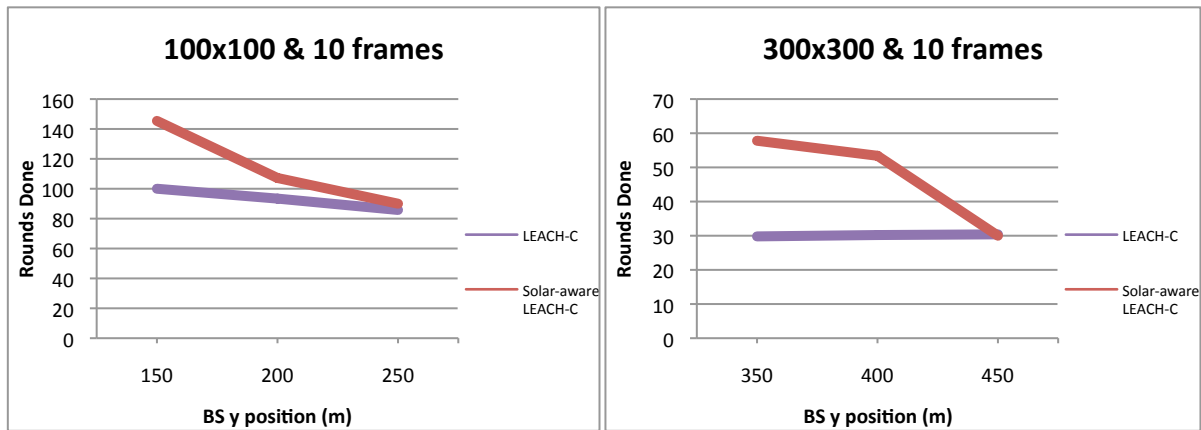 100x100 & 10 frames
Rounds Done
160
140
120
100
80
60
40
20
0
150 200 250
BS y position (m)
LEACH-C
Solar-aware
LEACH-C
300x300 & 10 frames
Rounds Done
70
60
50
40
30
20
10
0
350 400 450
BS y position (m)
LEACH-C
Solar-aware
LEACH-C